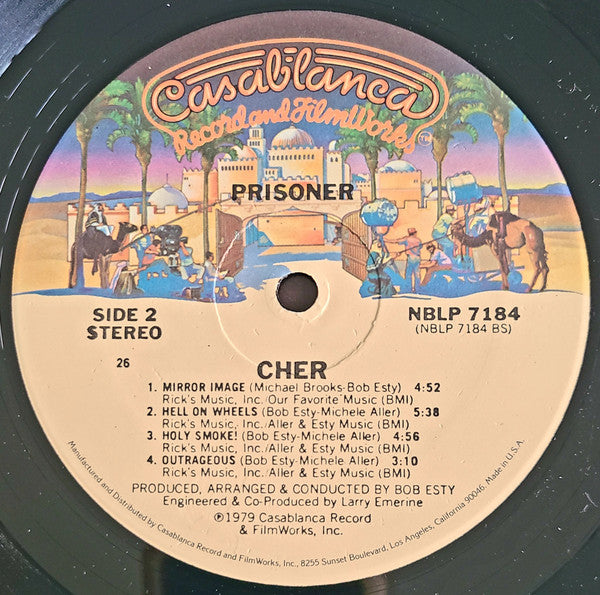 Casablanca
Record and FilmWorks
PRISONER
SIDE 2
STEREO
NBLP 7184
(NBLP 7184 BS)
26
CHER
1. MIRROR IMAGE (Michael Brooks-Bob Esty) 4:52
Rick's Music, Inc./Our Favorite Music (BMI)
2. HELL ON WHEELS (Bob Esty-Michele Aller) 5:38
Rick's Music, Inc./Aller & Esty Music (BMI)
3. HOLY SMOKE! (Bob Esty-Michele Aller) 4:56
Rick's Music, Inc./Aller & Esty Music (BMI)
4. OUTRAGEOUS (Bob Esty-Michele Aller) 3:10
Rick's Music, Inc./Aller & Esty Music (BMI)
PRODUCED, ARRANGED & CONDUCTED BY BOB ESTY
Engineered & Co-Produced by Larry Emerine
℗1979 Casablanca Record
& FilmWorks, Inc.
Manufactured and Distributed by Casablanca Record and FilmWorks, Inc., 8255 Sunset Boulevard, Los Angeles, California 90046. Made in U.S.A.